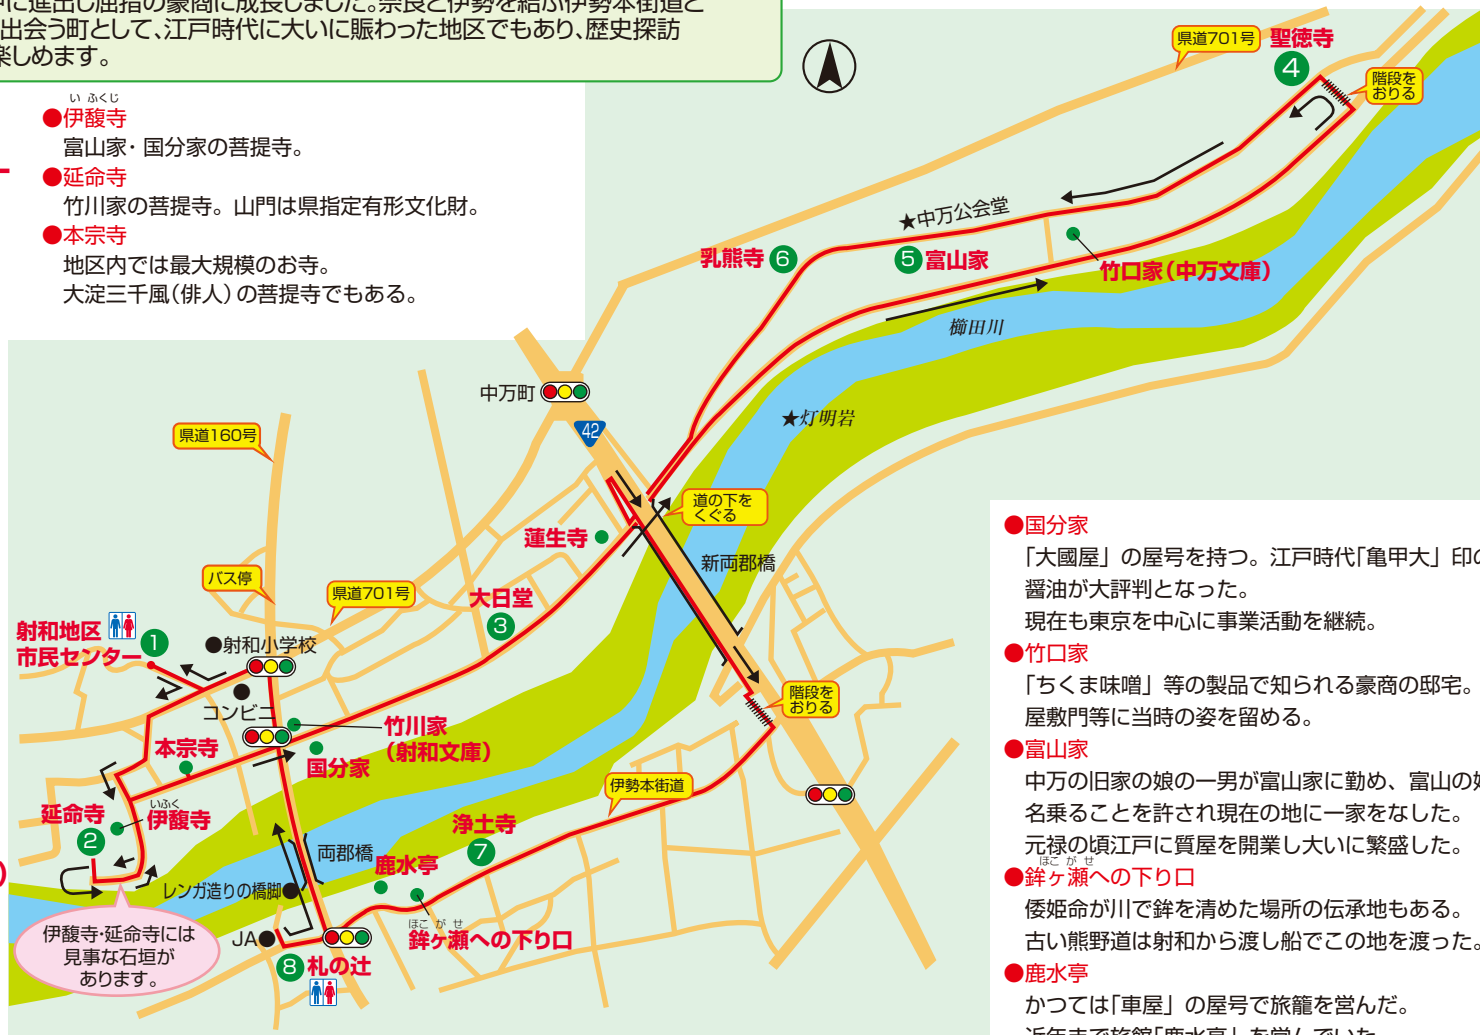 中に進出し屈指の豪商に成長しました。奈良と伊勢を結ぶ伊勢本街道と
出会う町として、江戸時代に大いに賑わった地区でもあり、歴史探訪
楽しめます。
いふくじ
●伊馥寺
富山家・国分家の菩提寺。
●延命寺
竹川家の菩提寺。山門は県指定有形文化財。
●本宗寺
地区内では最大規模のお寺。
大淀三千風(俳人)の菩提寺でもある。
県道701号
聖徳寺
4
階段を
おりる
★中万公会堂
乳熊寺 6
5 富山家
竹口家(中万文庫)
櫛田川
中万町
42
★灯明岩
県道160号
道の下を
くぐる
蓮生寺
新両郡橋
バス停
県道701号
大日堂
3
射和地区
市民センター
1
●射和小学校
コンビニ
階段を
おりる
竹川家
(射和文庫)
本宗寺
国分家
伊勢本街道
延命寺
2
いふく
伊馥寺
浄土寺
7
両郡橋
鹿水亭
レンガ造りの橋脚●
ほこ が せ
鉾ヶ瀬への下り口
伊馥寺・延命寺には
見事な石垣が
あります。
JA●
8 札の辻
●国分家
「大國屋」の屋号を持つ。江戸時代「亀甲大」印の
醤油が大評判となった。
現在も東京を中心に事業活動を継続。
●竹口家
「ちくま味噌」等の製品で知られる豪商の邸宅。
屋敷門等に当時の姿を留める。
●富山家
中万の旧家の娘の一男が富山家に勤め、富山の姓
名乗ることを許され現在の地に一家をなした。
元禄の頃江戸に質屋を開業し大いに繁盛した。
ほこ が せ
●鉾ヶ瀬への下り口
倭姫命が川で鉾を清めた場所の伝承地もある。
古い熊野道は射和から渡し船でこの地を渡った。
●鹿水亭
かつては「車屋」の屋号で旅籠を営んだ。
近年まで旅館「鹿水亭」を営んでいた